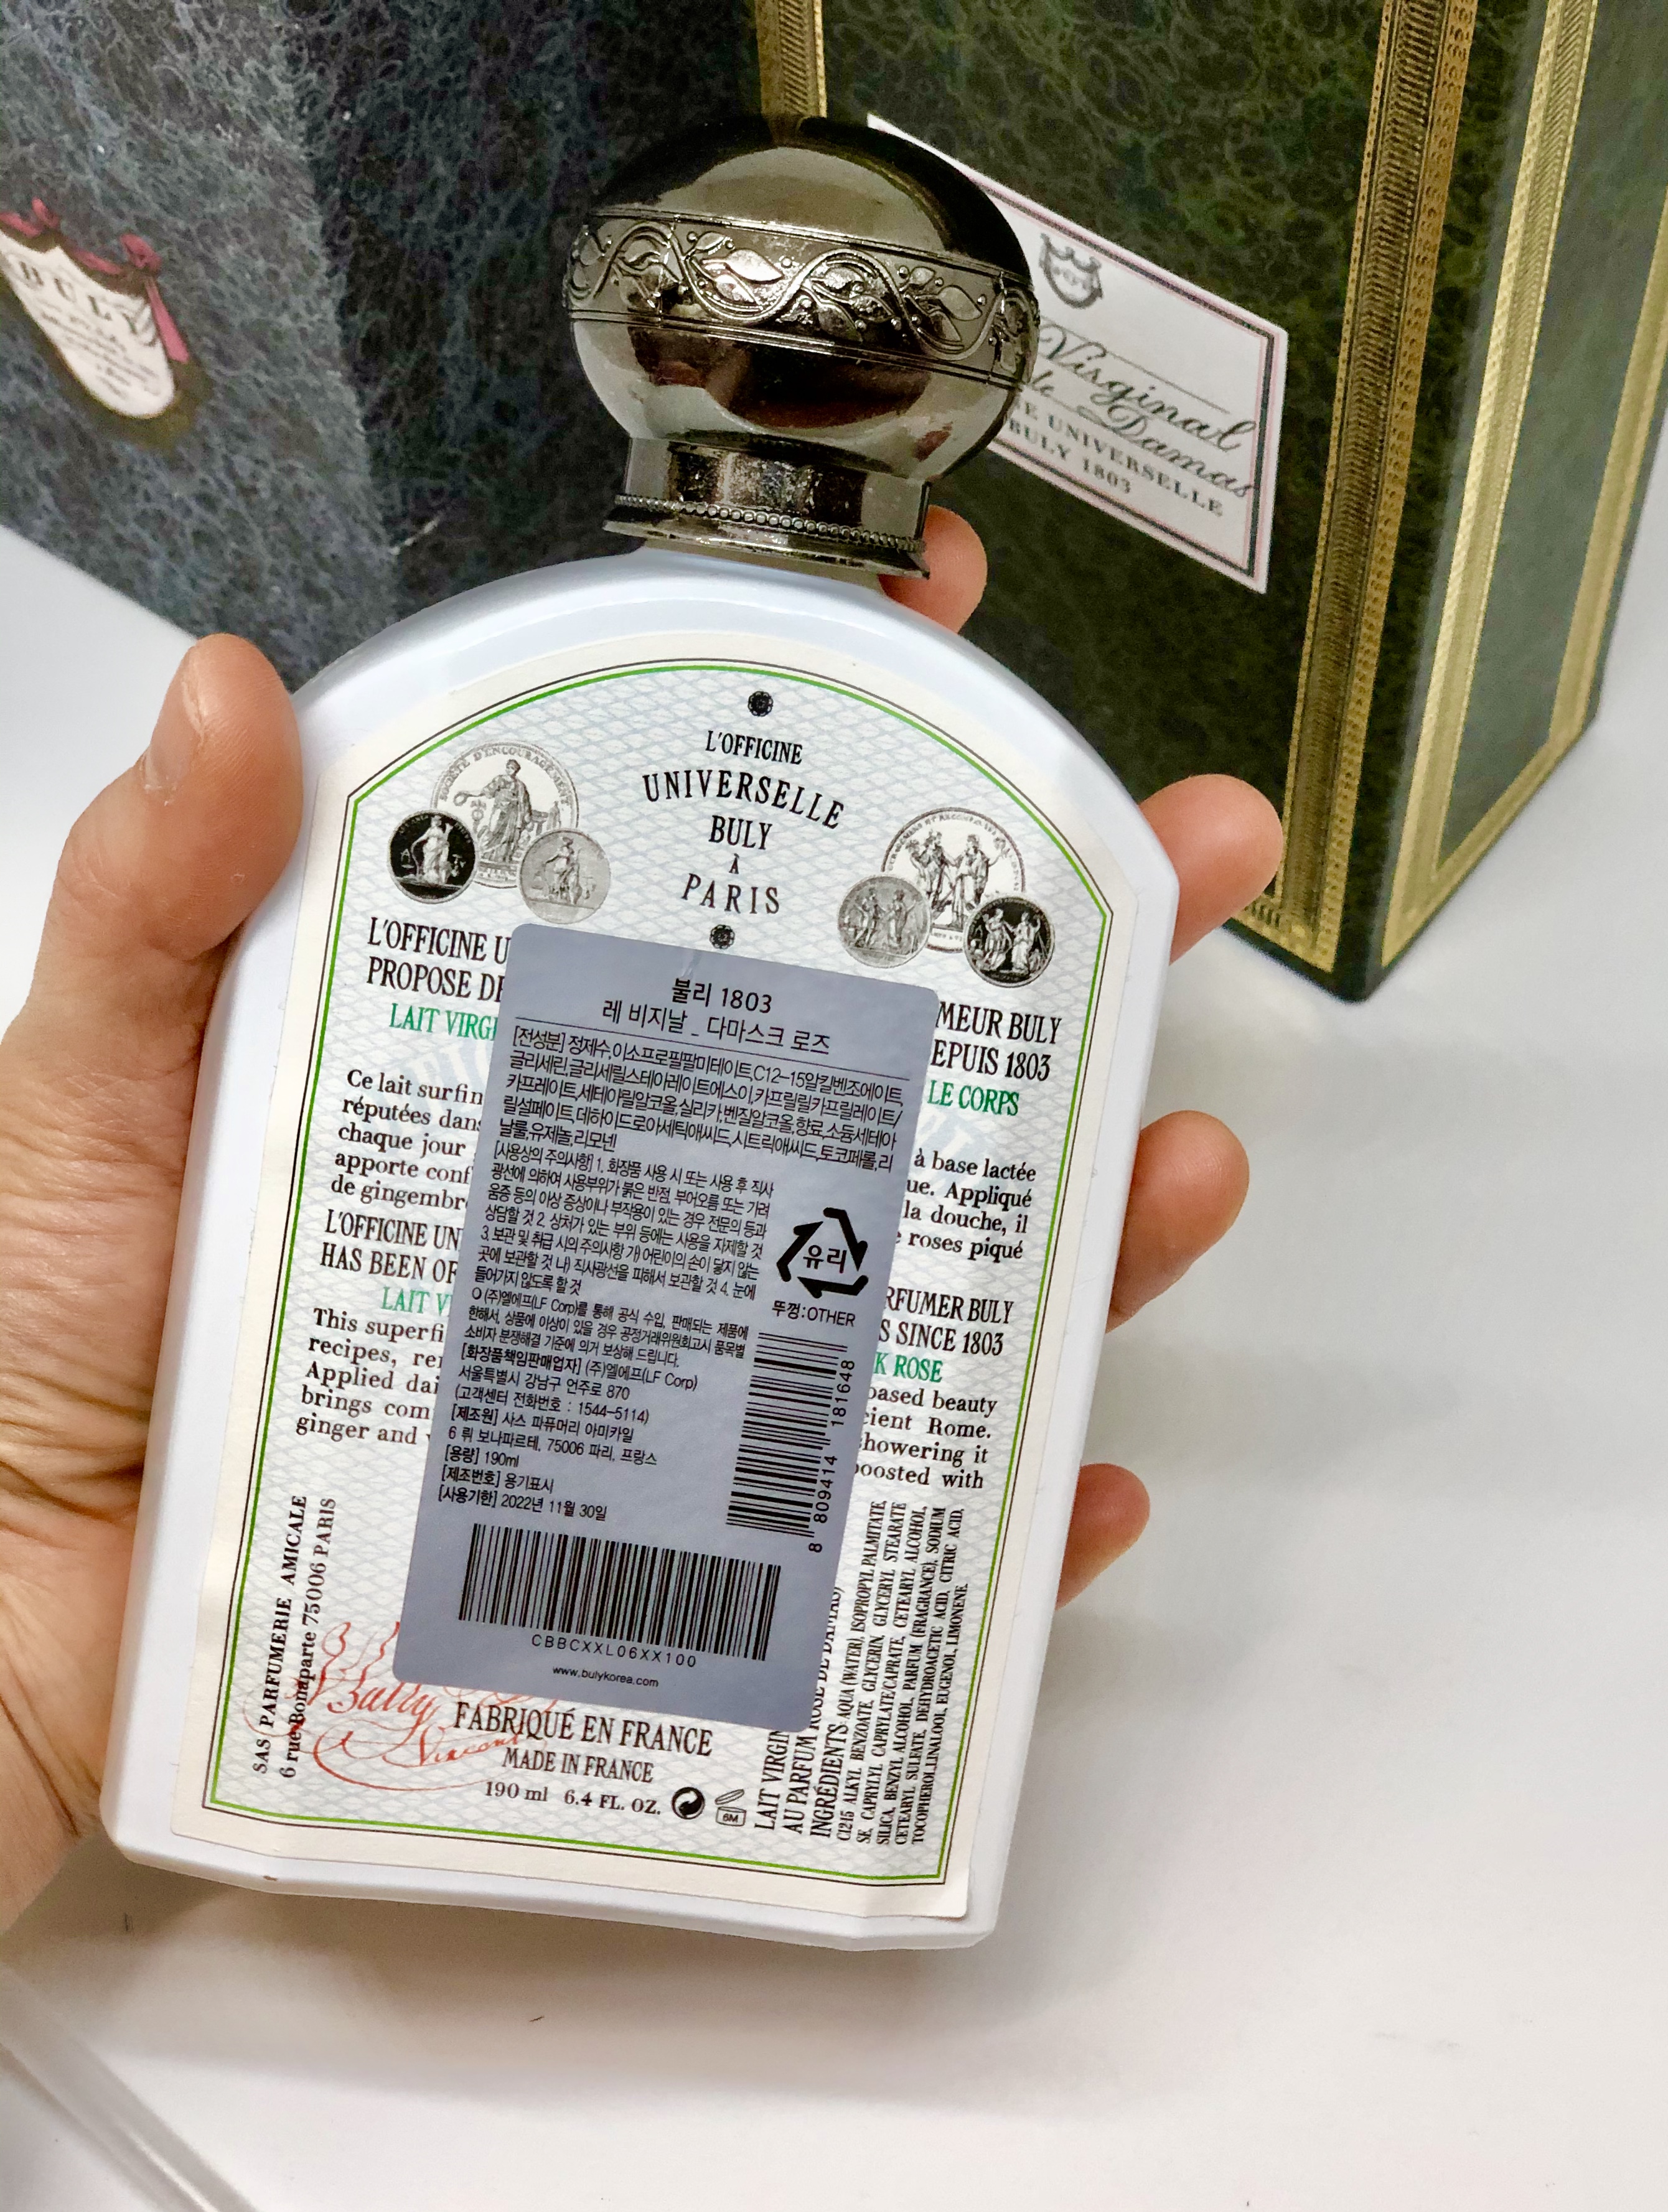 BULY
Virginal
de Damas
UNIVERSELLE
BULY 1803
SOCIÉTÉ D'ENCOURAGEMENT
L'OFFICINE
UNIVERSELLE
BULY
À
PARIS
L'OFFICINE U
PROPOSE DE
LAIT VIRGI
MEUR BULY
EPUIS 1803
LE CORPS
Ce lait surfin
réputées dans
chaque jour
apporte conf
de gingembr
à base lactée
ue. Appliqué
la douche, il
e roses piqué
L'OFFICINE UN
HAS BEEN OF
LAIT V
RFUMER BULY
S SINCE 1803
K ROSE
This superfi
recipes, re
Applied dai
brings com
ginger and
based beauty
cient Rome.
showering it
boosted with
불리 1803
레 비지날 _ 다마스크 로즈
[전성분] 정제수,이소프로필팔미테이트,C12-15알킬벤조에이트,
글리세린,글리세릴스테아레이트에스이,카프릴릴카프릴레이트/
카프레이트,세테아릴알코올,실리카,벤질알코올,향료,소듐세테아
릴설페이트,데하이드로아세틱애씨드,시트릭애씨드,토코페롤,리
날룰,유제놀,리모넨
[사용상의 주의사항] 1. 화장품 사용 시 또는 사용 후 직사
광선에 의하여 사용부위가 붉은 반점, 부어오름 또는 가려
움증 등의 이상 증상이나 부작용이 있는 경우 전문의 등과
상담할 것 2. 상처가 있는 부위 등에는 사용을 자제할 것
3. 보관 및 취급 시의 주의사항 가) 어린이의 손이 닿지 않는
곳에 보관할 것 나) 직사광선을 피해서 보관할 것 4. 눈에
들어가지 않도록 할 것
○ (주)엘에프(LF Corp)를 통해 공식 수입, 판매되는 제품에
한해서, 상품에 이상이 있을 경우 공정거래위원회고시 품목별
소비자 분쟁해결 기준에 의거 보상해 드립니다.
[화장품책임판매업자] (주)엘에프(LF Corp)
서울특별시 강남구 언주로 870
(고객센터 전화번호 : 1544-5114)
[제조원] 사스 파퓨머리 아미카일
6 뤼 보나파르테, 75006 파리, 프랑스
[용량] 190ml
[제조번호] 용기표시
[사용기한] 2022년 11월 30일
유리
뚜껑:OTHER
8 809414 181648
CBBCXXL06XX100
www.bulykorea.com
SAS PARFUMERIE AMICALE
6 rue Bonaparte 75006 PARIS
Bully
Vincent
FABRIQUÉ EN FRANCE
MADE IN FRANCE
190 ml 6.4 FL. OZ.
6M
LAIT VIRGIN
AU PARFUM ROSE DE DAMAS)
INGRÉDIENTS AQUA (WATER), ISOPROPYL PALMITATE,
C1215 ALKYL BENZOATE, GLYCERIN, GLYCERYL STEARATE
SE, CAPRYLYL CAPRYLATE/CAPRATE, CETEARYL ALCOHOL,
SILICA, BENZYL ALCOHOL, PARFUM (FRAGRANCE), SODIUM
CETEARYL SULFATE, DEHYDROACETIC ACID, CITRIC ACID,
TOCOPHEROL, LINALOOL, EUGENOL, LIMONENE.